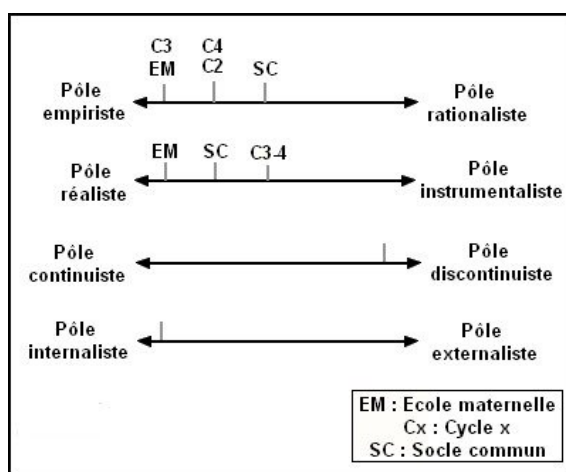 C3 C4
EM C2 SC
Pôle Pôle
empiriste rationaliste
EM SC C3-4
Pôle Pôle
réaliste instrumentaliste
Pôle Pôle
continuiste discontinuiste
Pôle Pôle
internaliste externaliste
EM : Ecole maternelle
Cx : Cycle x
SC : Socle commun